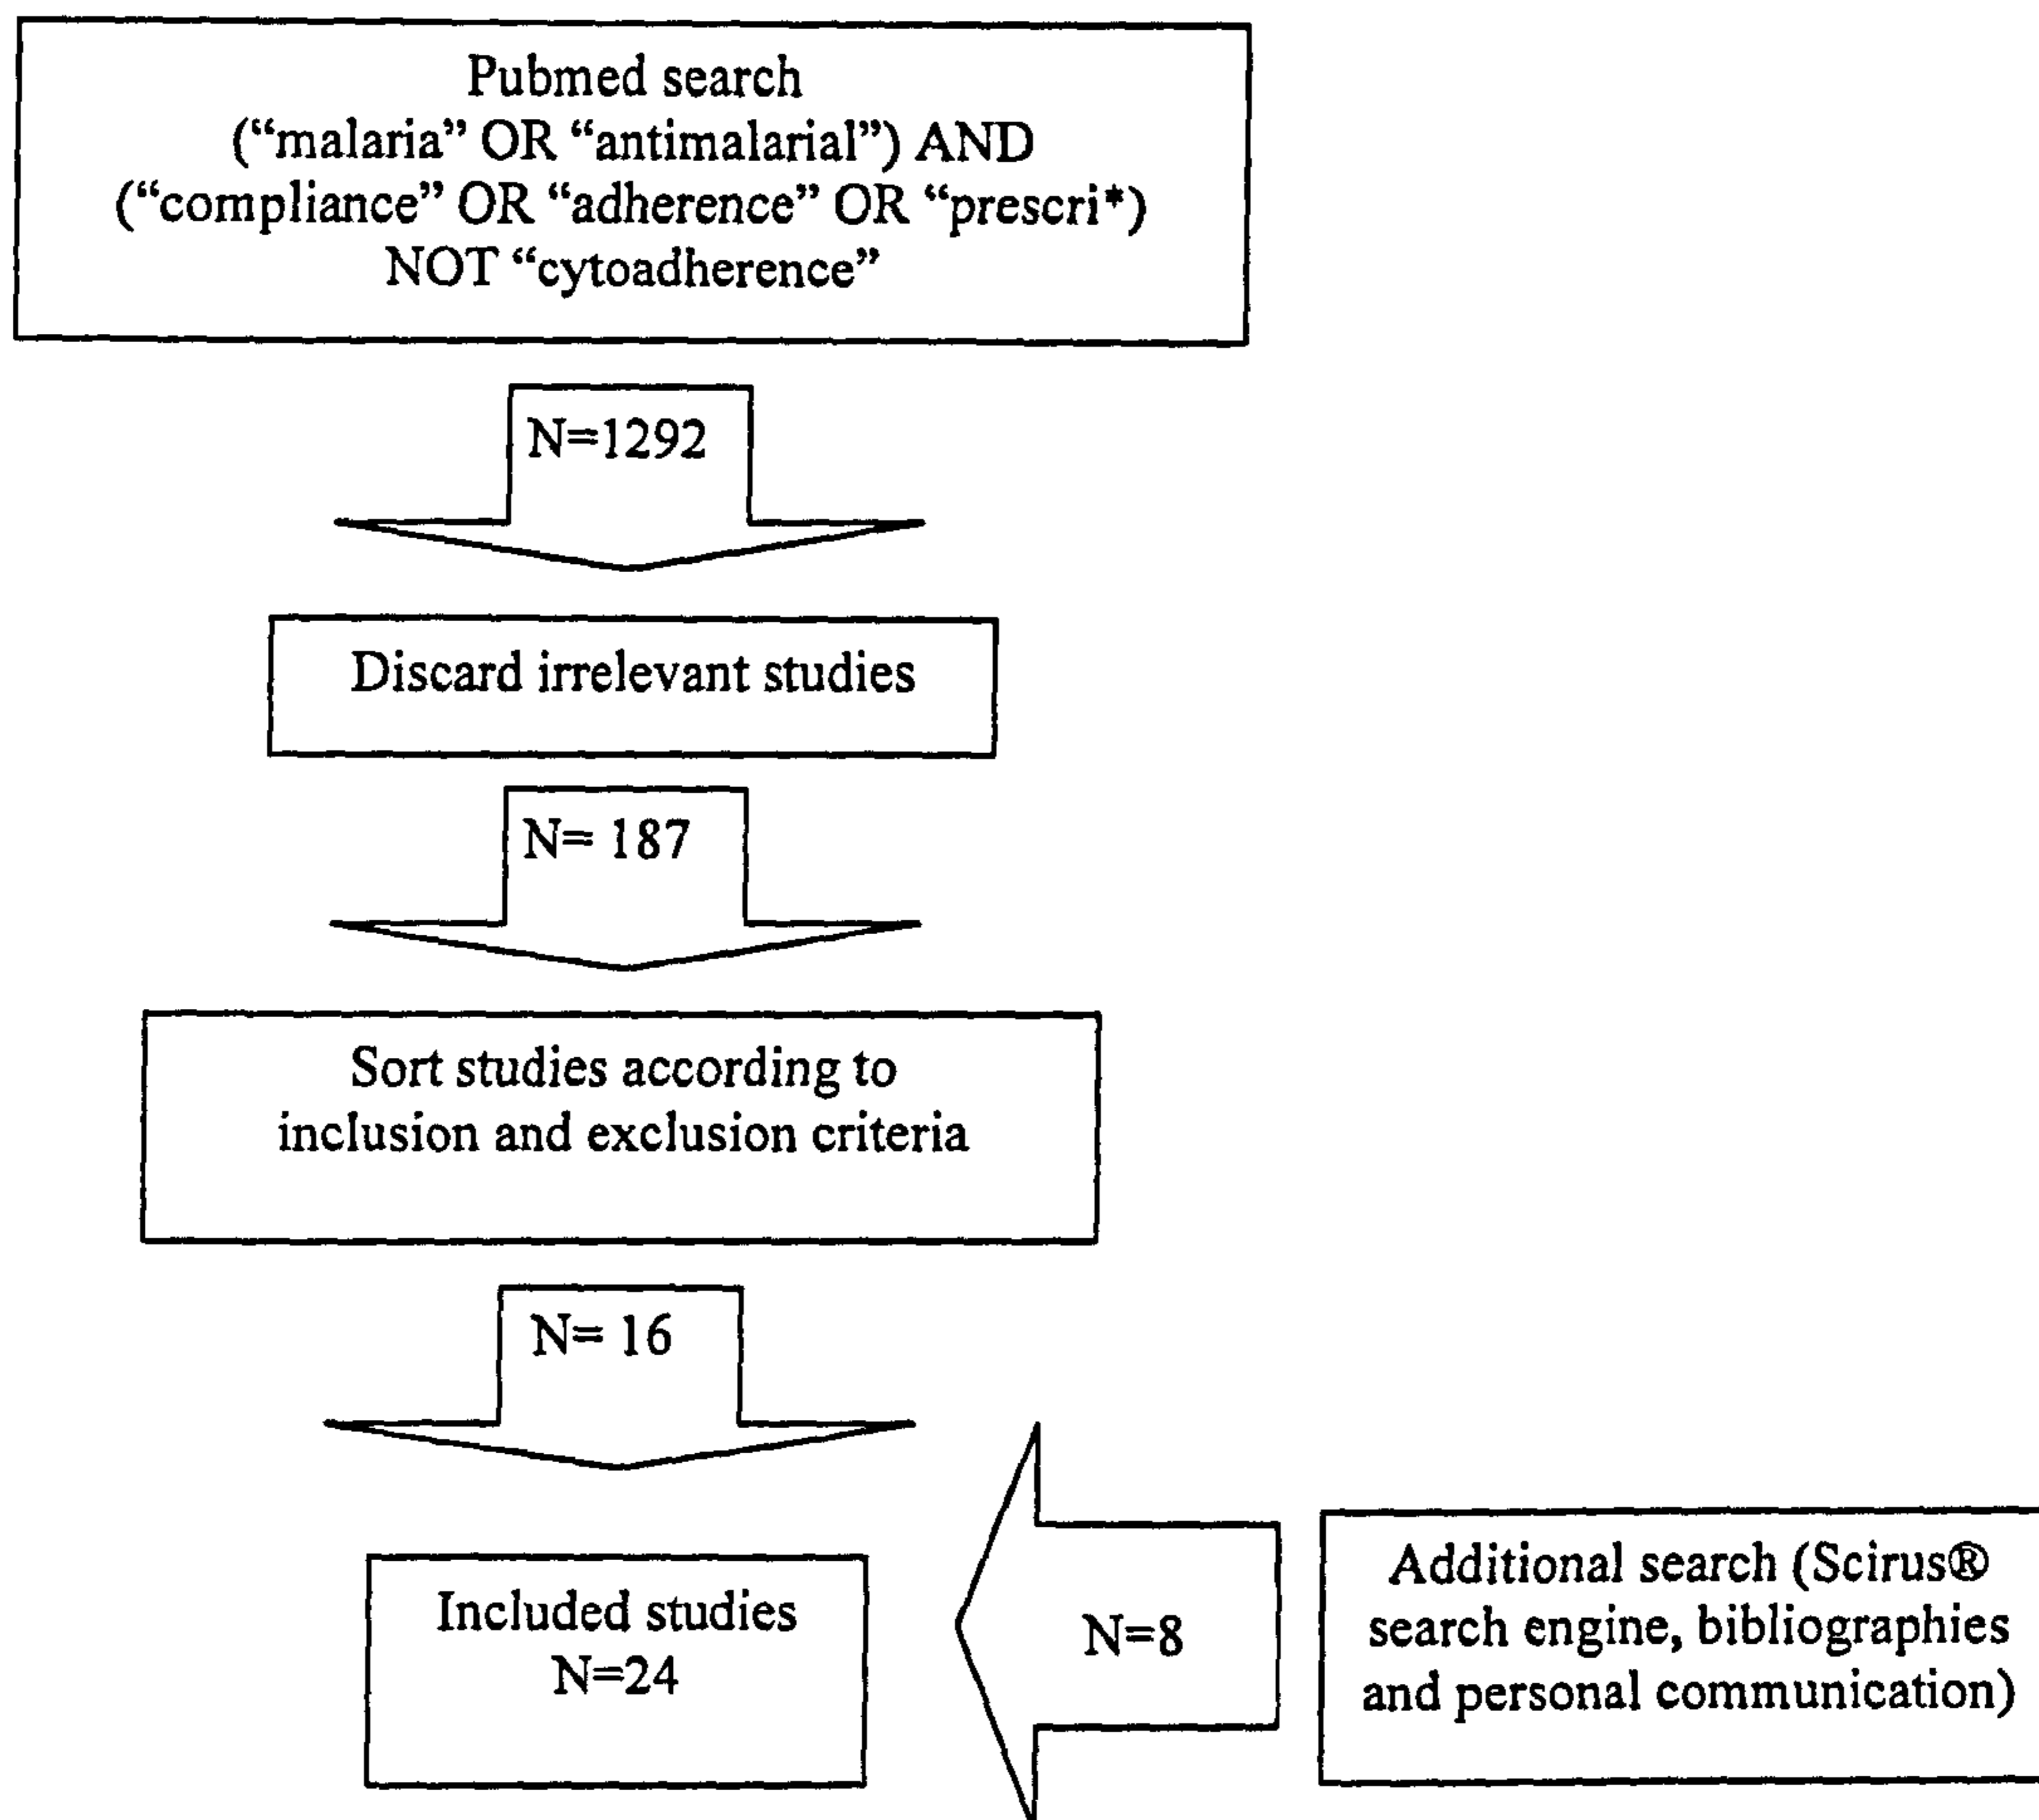 Pubmed search
(“malaria” OR “antimalarial”) AND
(“compliance” OR “adherence” OR “prescri*)
NOT “cytoadherence”
N=1292
Discard irrelevant studies
N= 187
Sort studies according to
inclusion and exclusion criteria
N= 16
Included studies
N=24
N=8
Additional search (Scirus®
search engine, bibliographies
and personal communication)